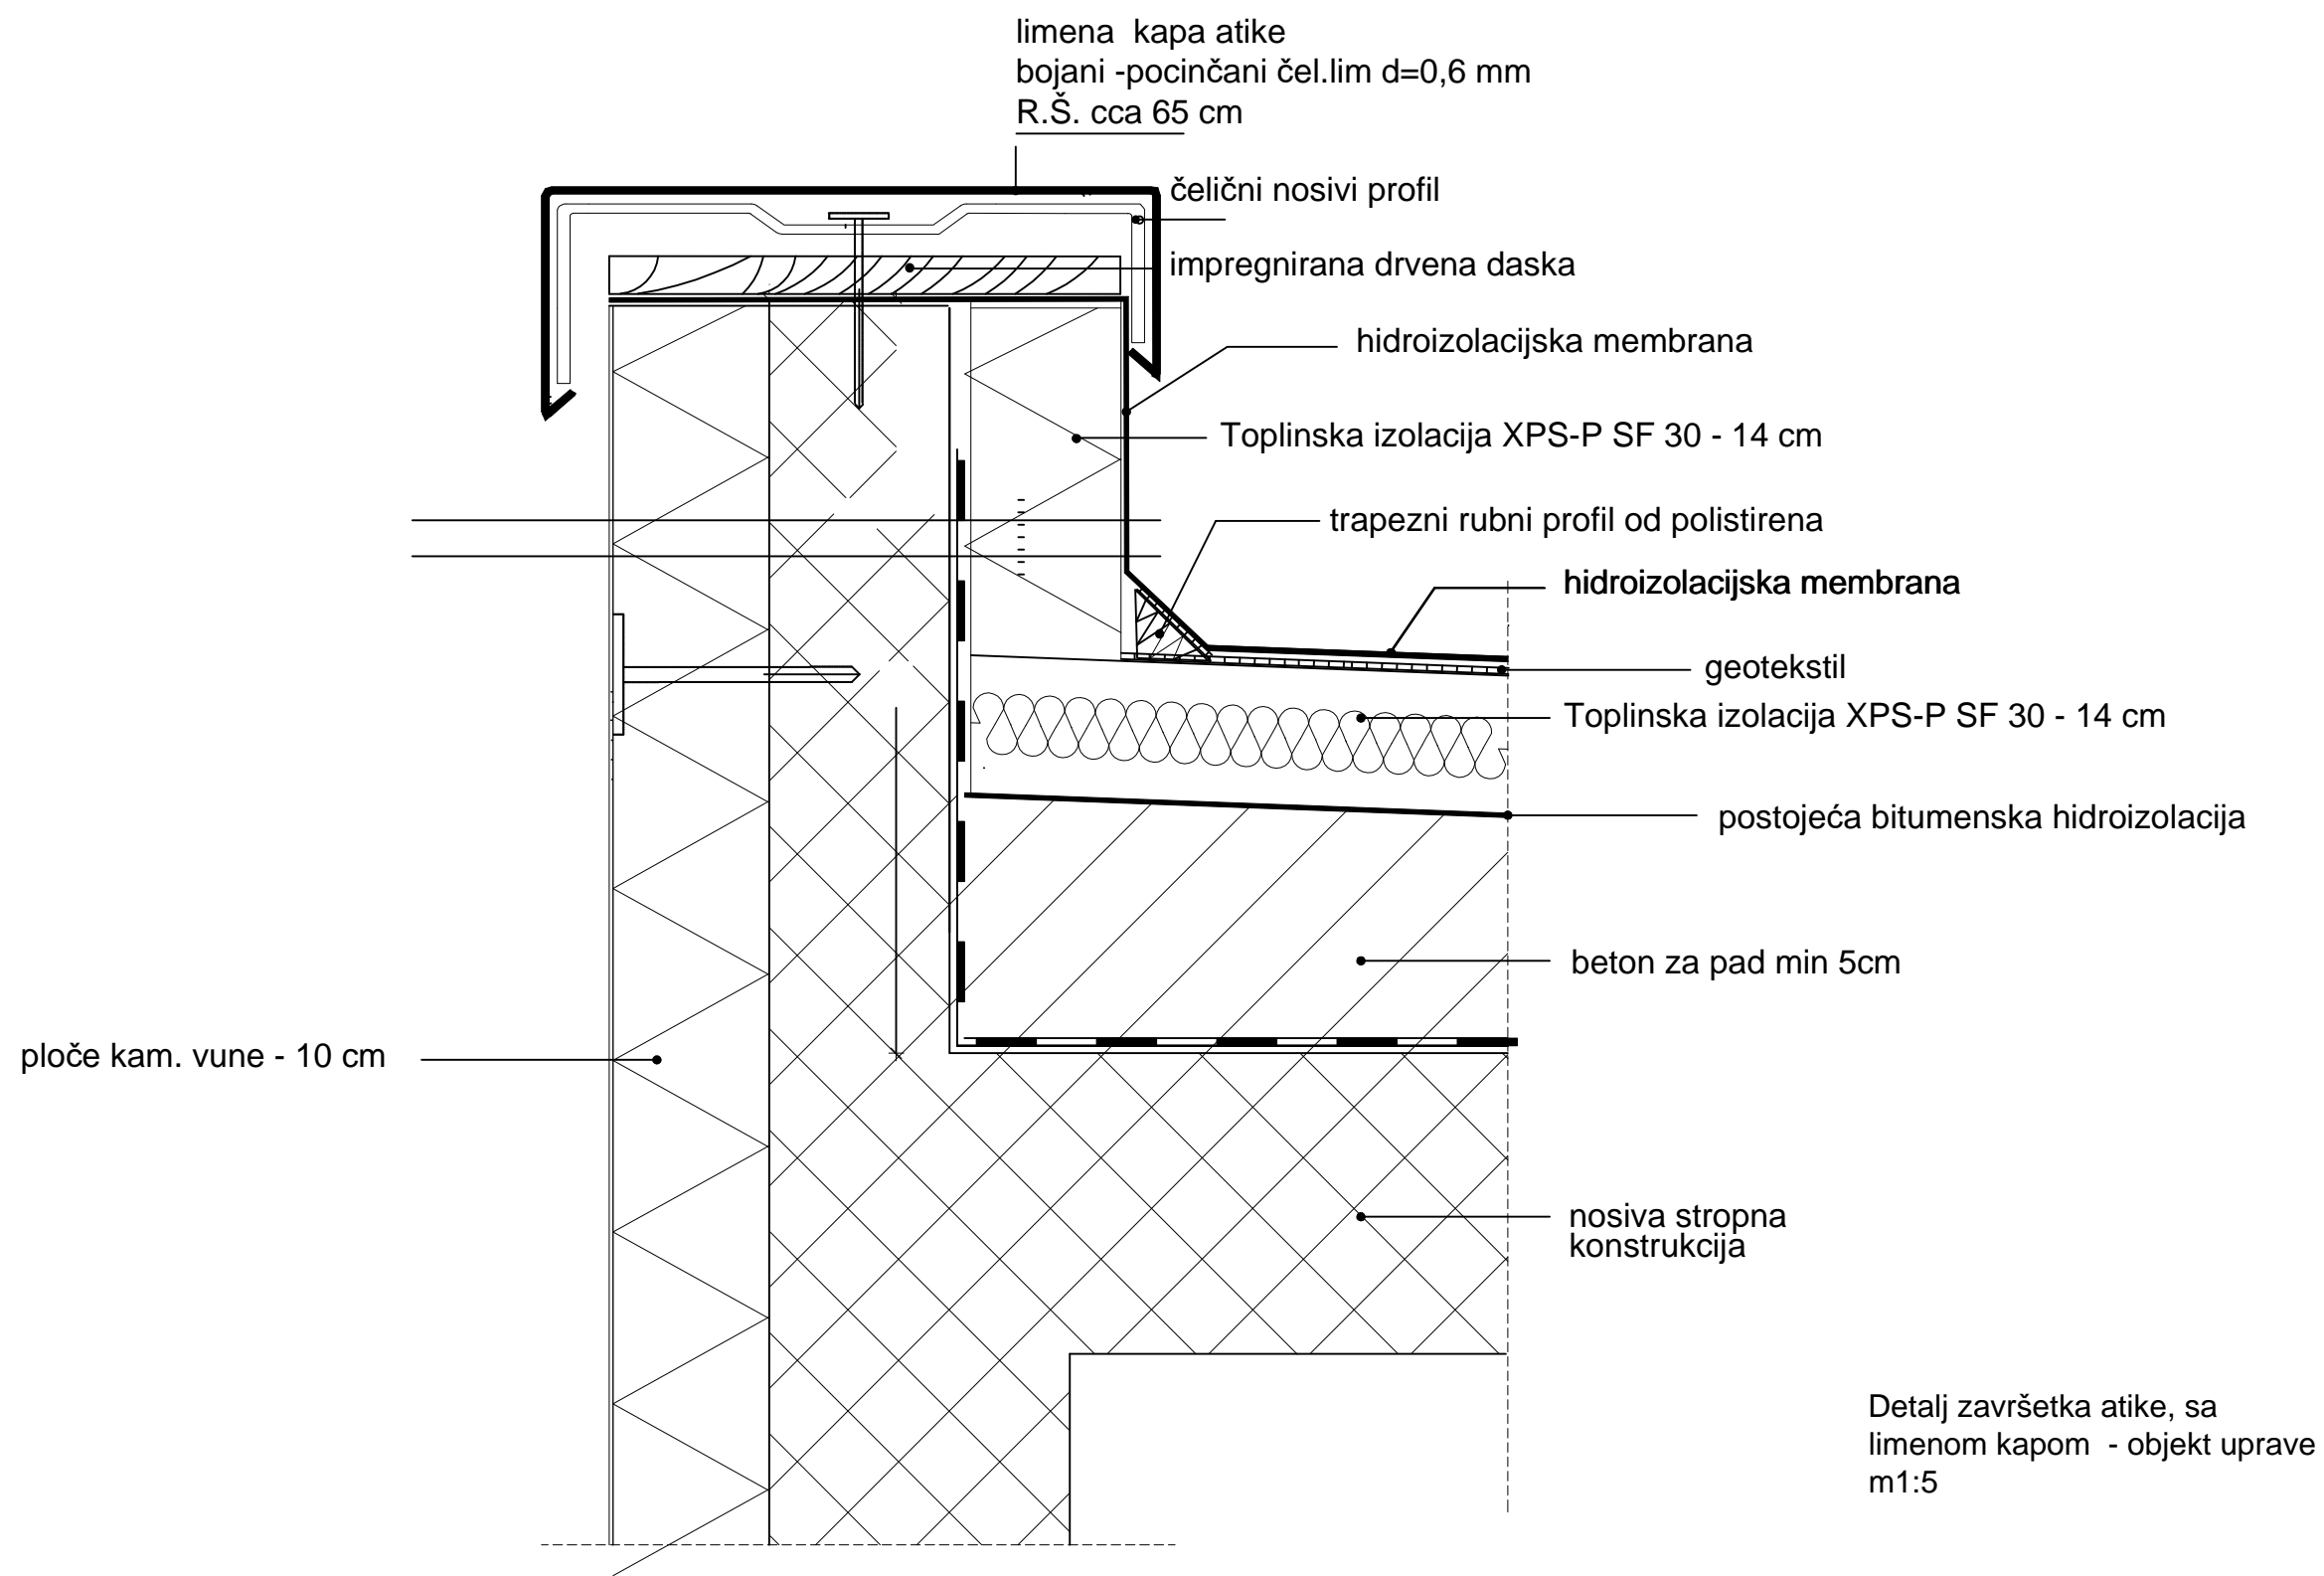 limena kapa atike
bojani -pocinčani čel.lim d=0,6 mm
R.Š. cca 65 cm
čelični nosivi profil
impregnirana drvena daska
hidroizolacijska membrana
Toplinska izolacija XPS-P SF 30 - 14 cm
trapezni rubni profil od polistirena
hidroizolacijska membrana
geotekstil
Toplinska izolacija XPS-P SF 30 - 14 cm
postojeća bitumenska hidroizolacija
beton za pad min 5cm
ploče kam. vune - 10 cm
nosiva stropna
konstrukcija
Detalj završetka atike, sa
limenom kapom - objekt uprave
m1:5